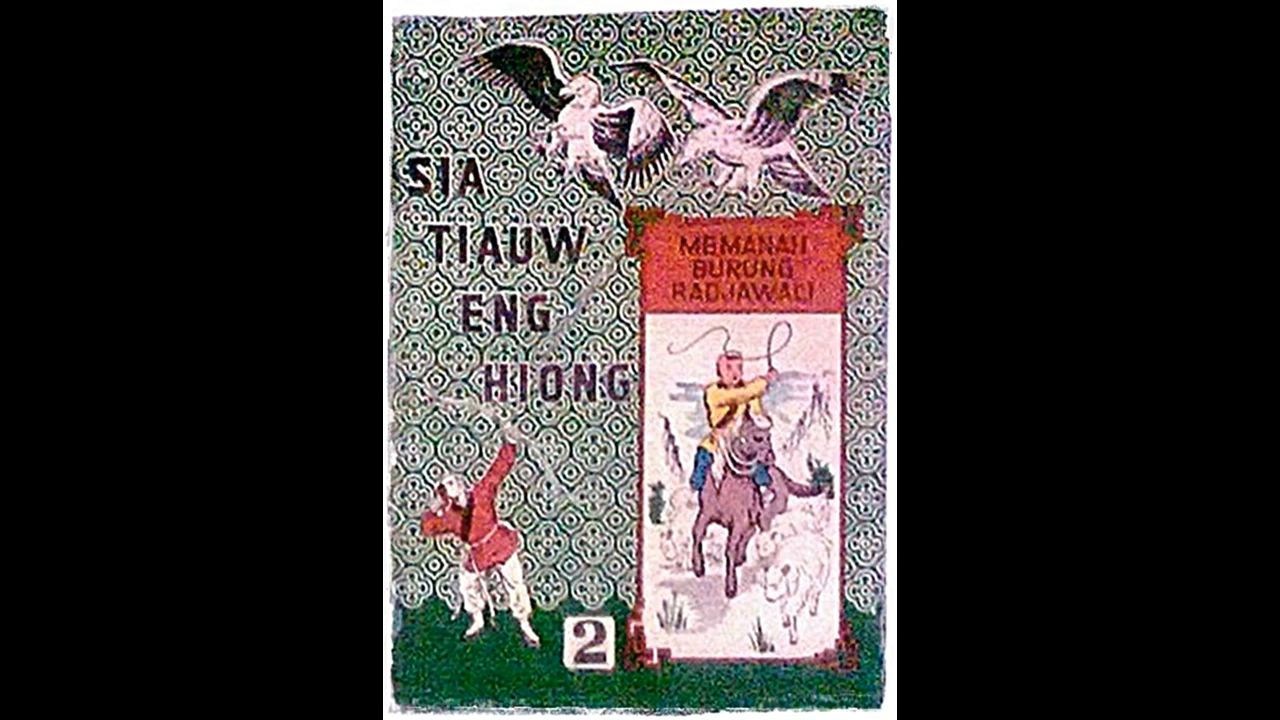 SIA
TIAUW
ENG
HIONG
MEMANAH
BURUNG
RADJAWALI
2